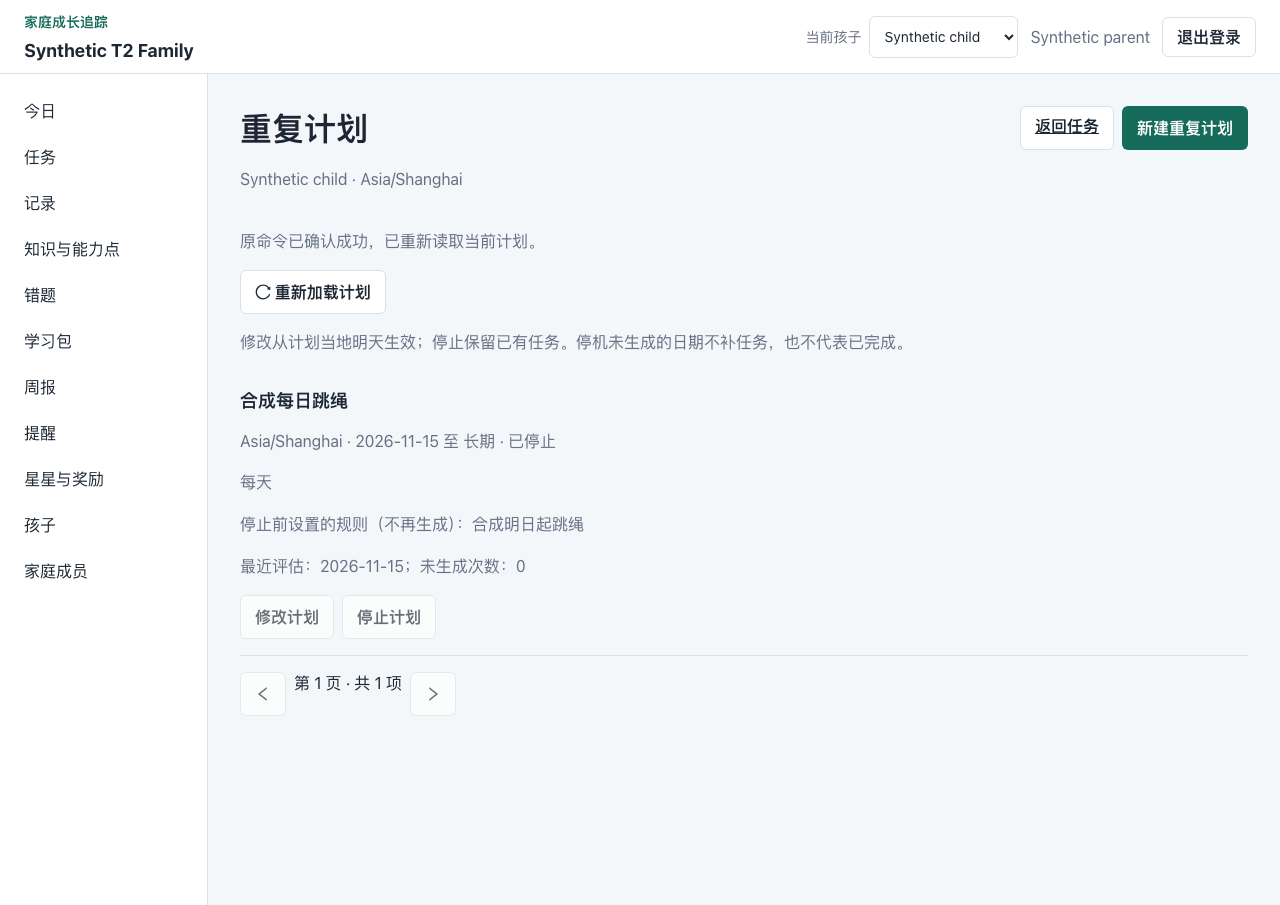 家庭成长追踪
Synthetic T2 Family
当前孩子
Synthetic child
Synthetic parent
退出登录
今日
任务
记录
知识与能力点
错题
学习包
周报
提醒
星星与奖励
孩子
家庭成员
重复计划
返回任务
新建重复计划
Synthetic child · Asia/Shanghai
原命令已确认成功，已重新读取当前计划。
重新加载计划
修改从计划当地明天生效；停止保留已有任务。停机未生成的日期不补任务，也不代表已完成。
合成每日跳绳
Asia/Shanghai · 2026-11-15 至 长期 · 已停止
每天
停止前设置的规则（不再生成）：合成明日起跳绳
最近评估：2026-11-15；未生成次数：0
修改计划
停止计划
第 1 页 · 共 1 项